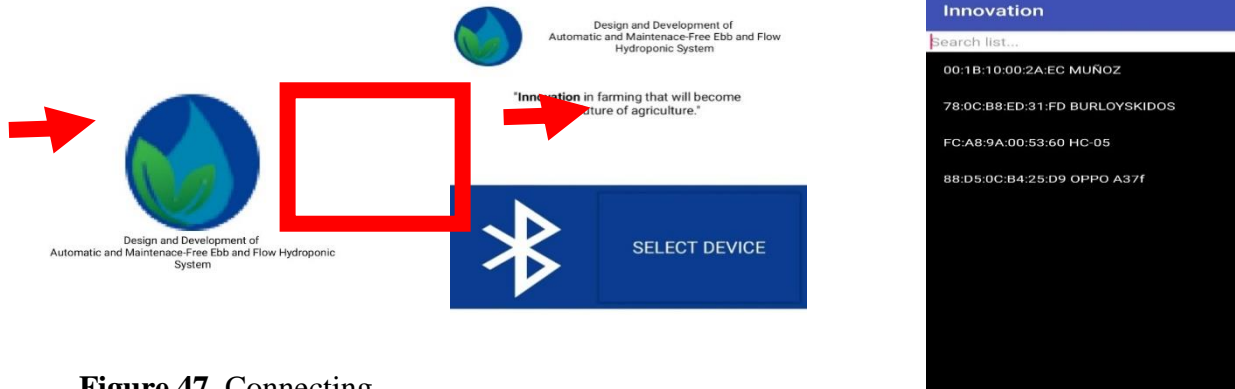 Design and Development of
Automatic and Maintenace-Free Ebb and Flow Hydroponic
System
Design and Development of
Automatic and Maintenace-Free Ebb and Flow
Hydroponic System
"Innovation in farming that will become
of agriculture."
SELECT DEVICE
Innovation
Search list...
00:1B:10:00:2A:EC MUÑOZ
78:0C:B8:ED:31:FD BURLOYSKIDOS
FC:A8:9A:00:53:60 HC-05
88:D5:0C:B4:25:D9 OPPO A37f
Figure 47. Connecting